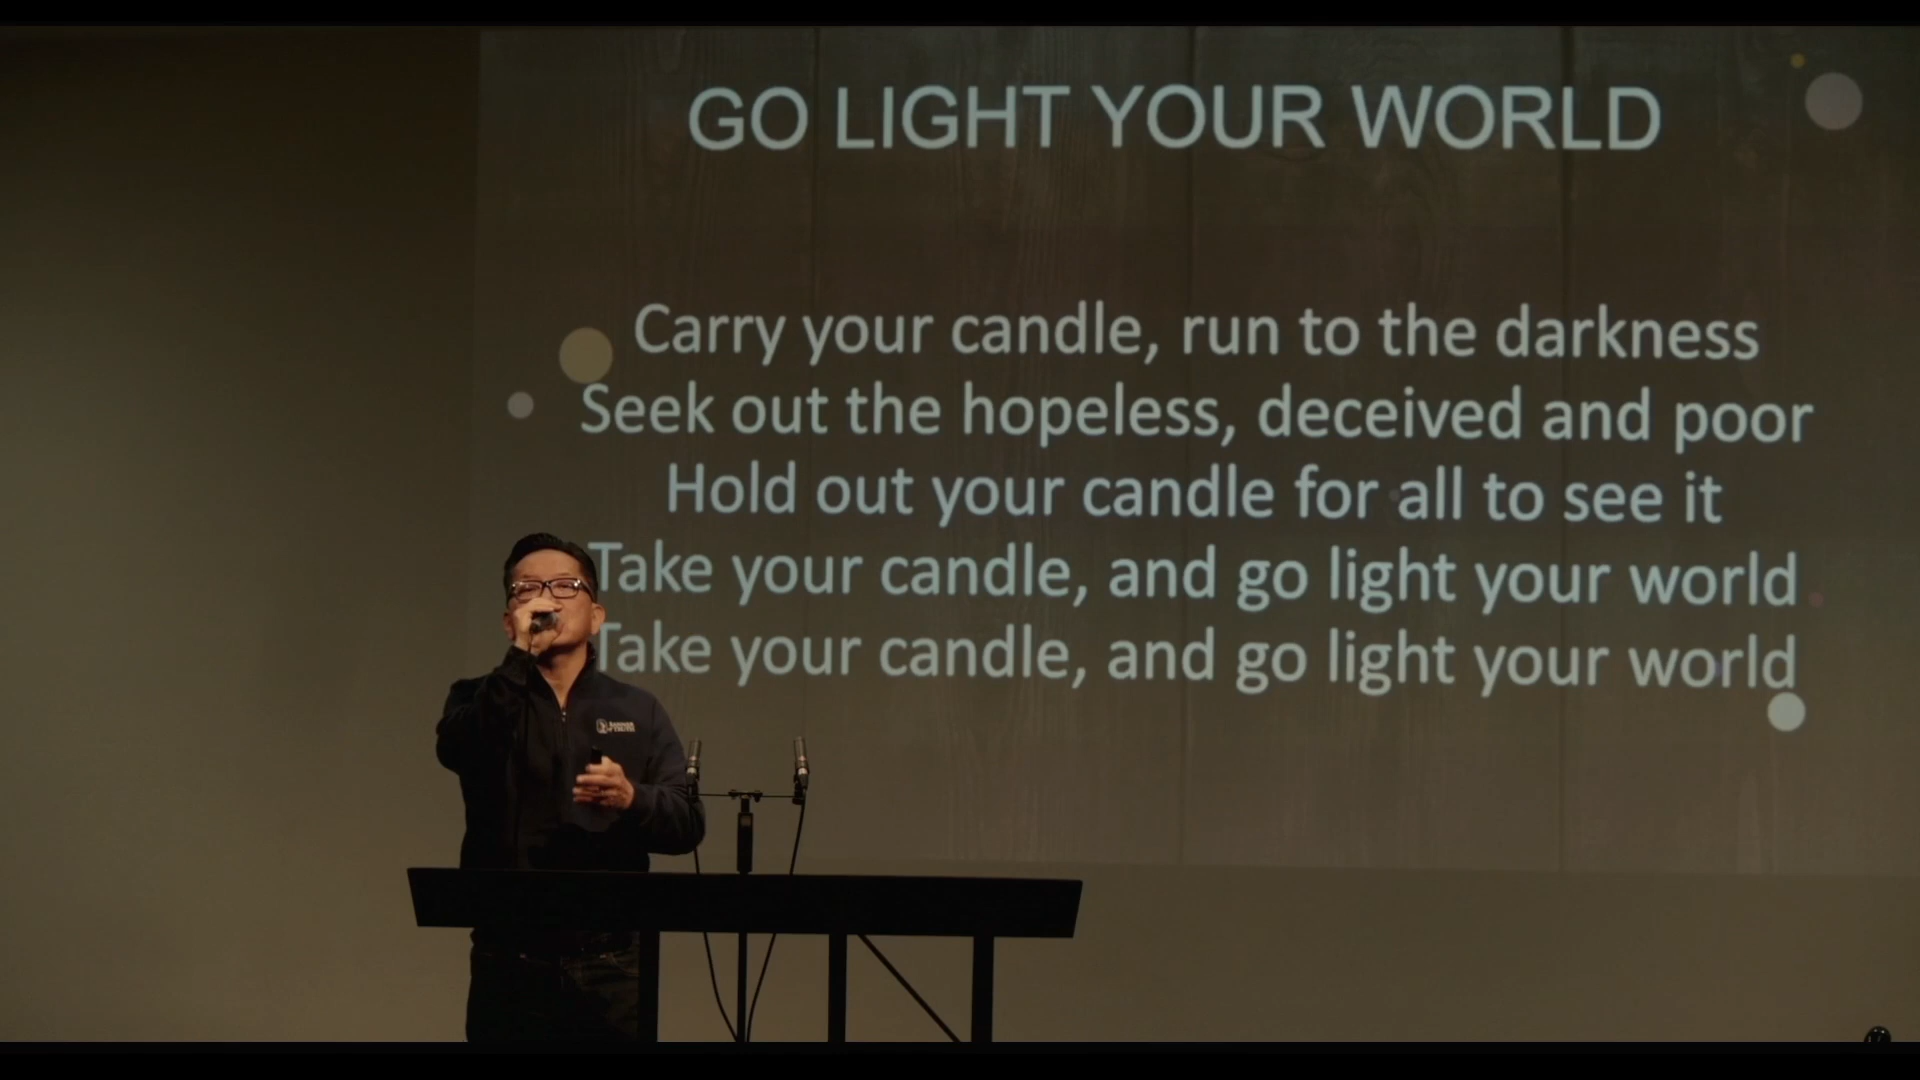 GO LIGHT YOUR WORLD
Carry your candle, run to the darkness
Seek out the hopeless, deceived and poor
Hold out your candle for all to see it
Take your candle, and go light your world
Take your candle, and go light your world